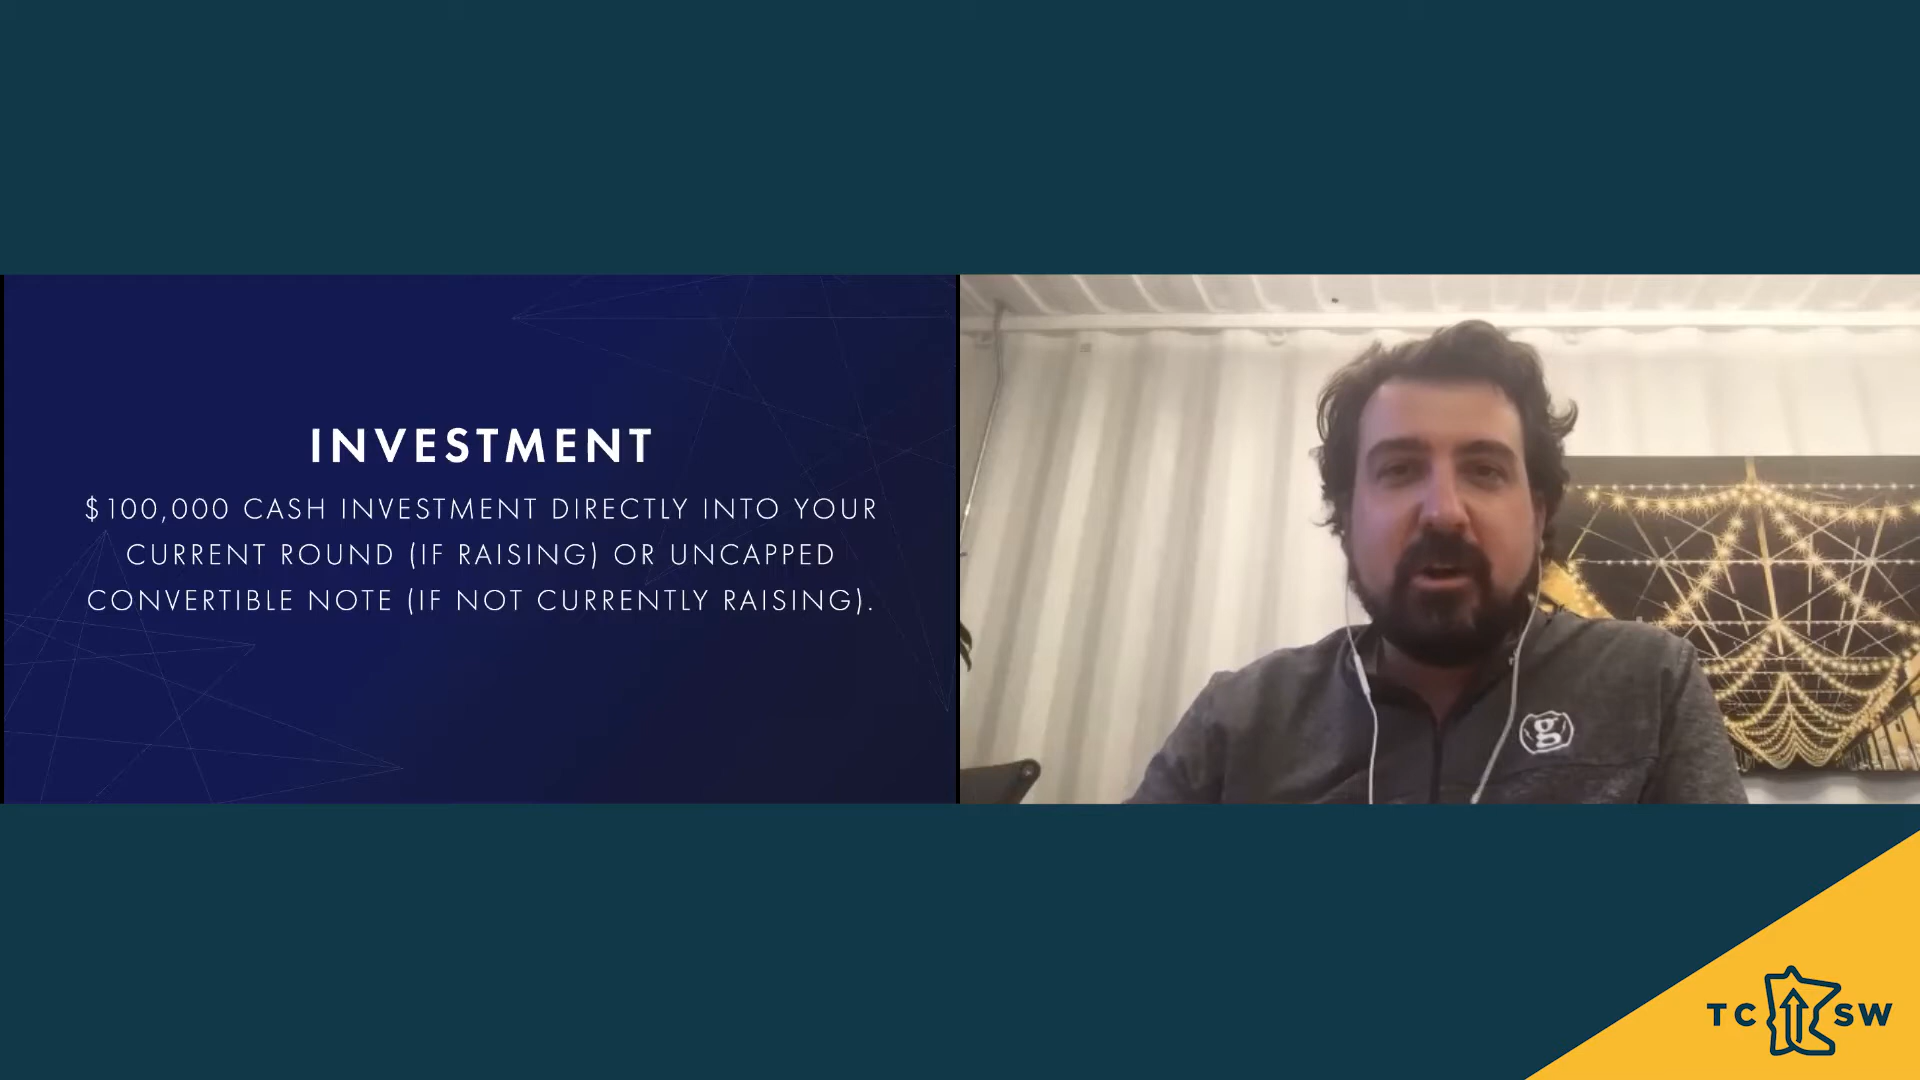 INVESTMENT
$100,000 CASH INVESTMENT DIRECTLY INTO YOUR
CURRENT ROUND (IF RAISING) OR UNCAPPED
CONVERTIBLE NOTE (IF NOT CURRENTLY RAISING).
g
TC SW